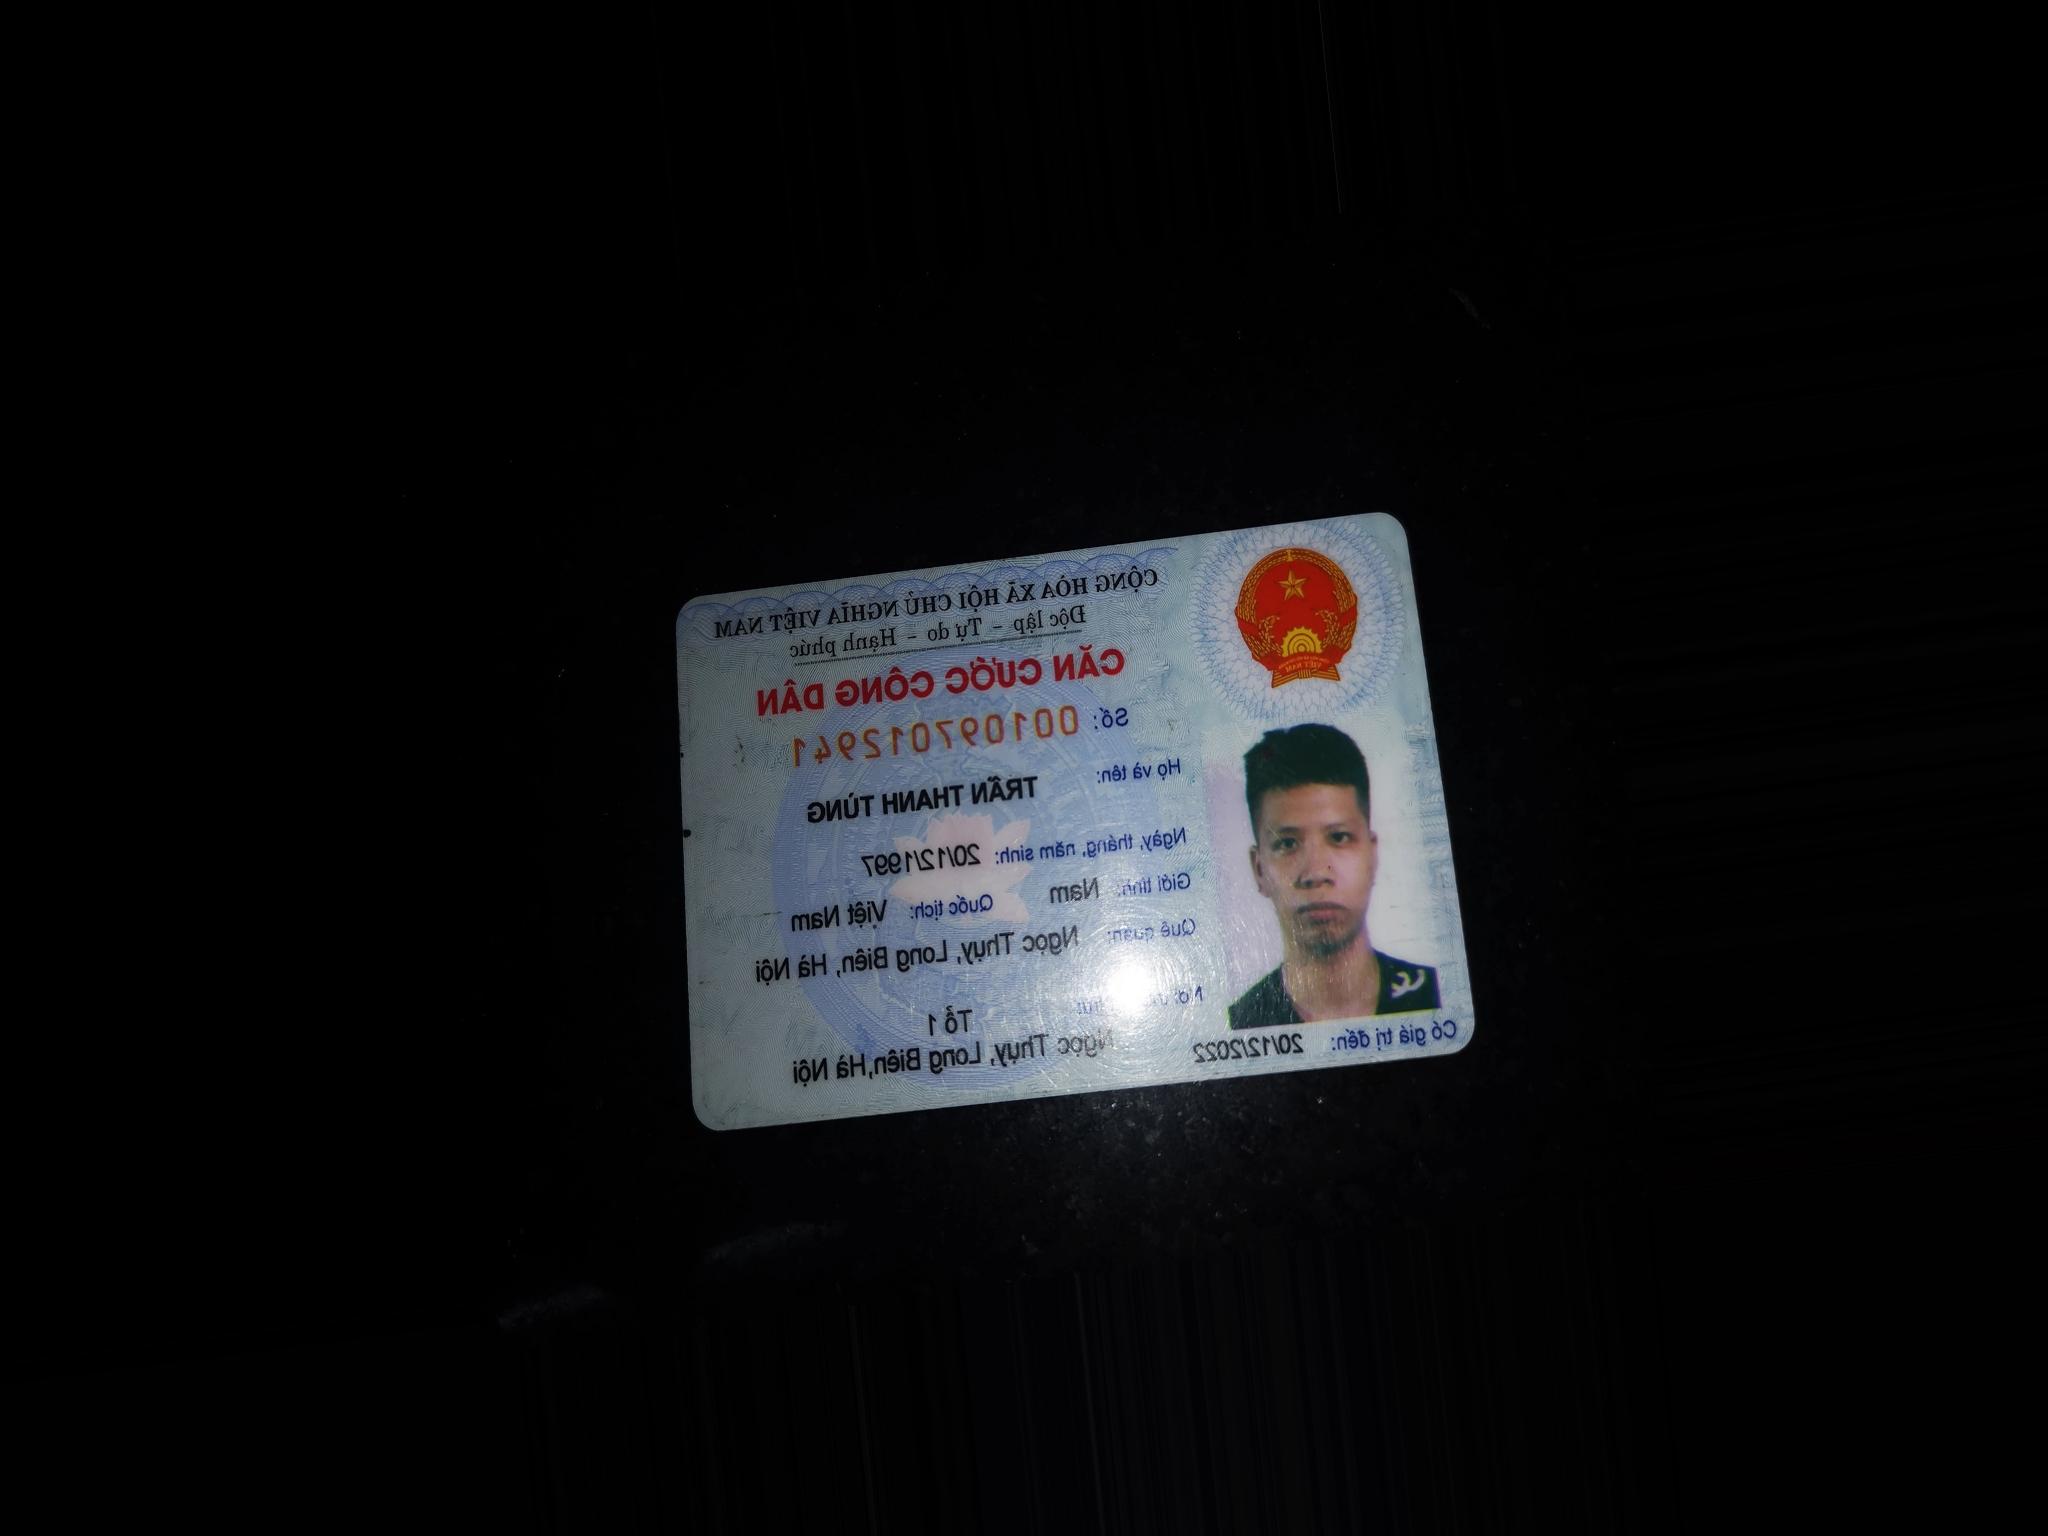 CỘNG HÒA XÃ HỘI CHỦ NGHĨA VIỆT NAM
Độc lập - Tự do - Hạnh phúc
CĂN CƯỚC CÔNG DÂN
Số: 001097012941
Họ và tên:
TRẦN THANH TÙNG
Ngày, tháng, năm sinh: 20/12/1997
Giới tính: Nam Quốc tịch: Việt Nam
Quê quán: Ngọc Thụy, Long Biên, Hà Nội
Tổ 1
Ngọc Thụy, Long Biên,Hà Nội
Có giá trị đến: 20/12/2022
VIỆT NAM